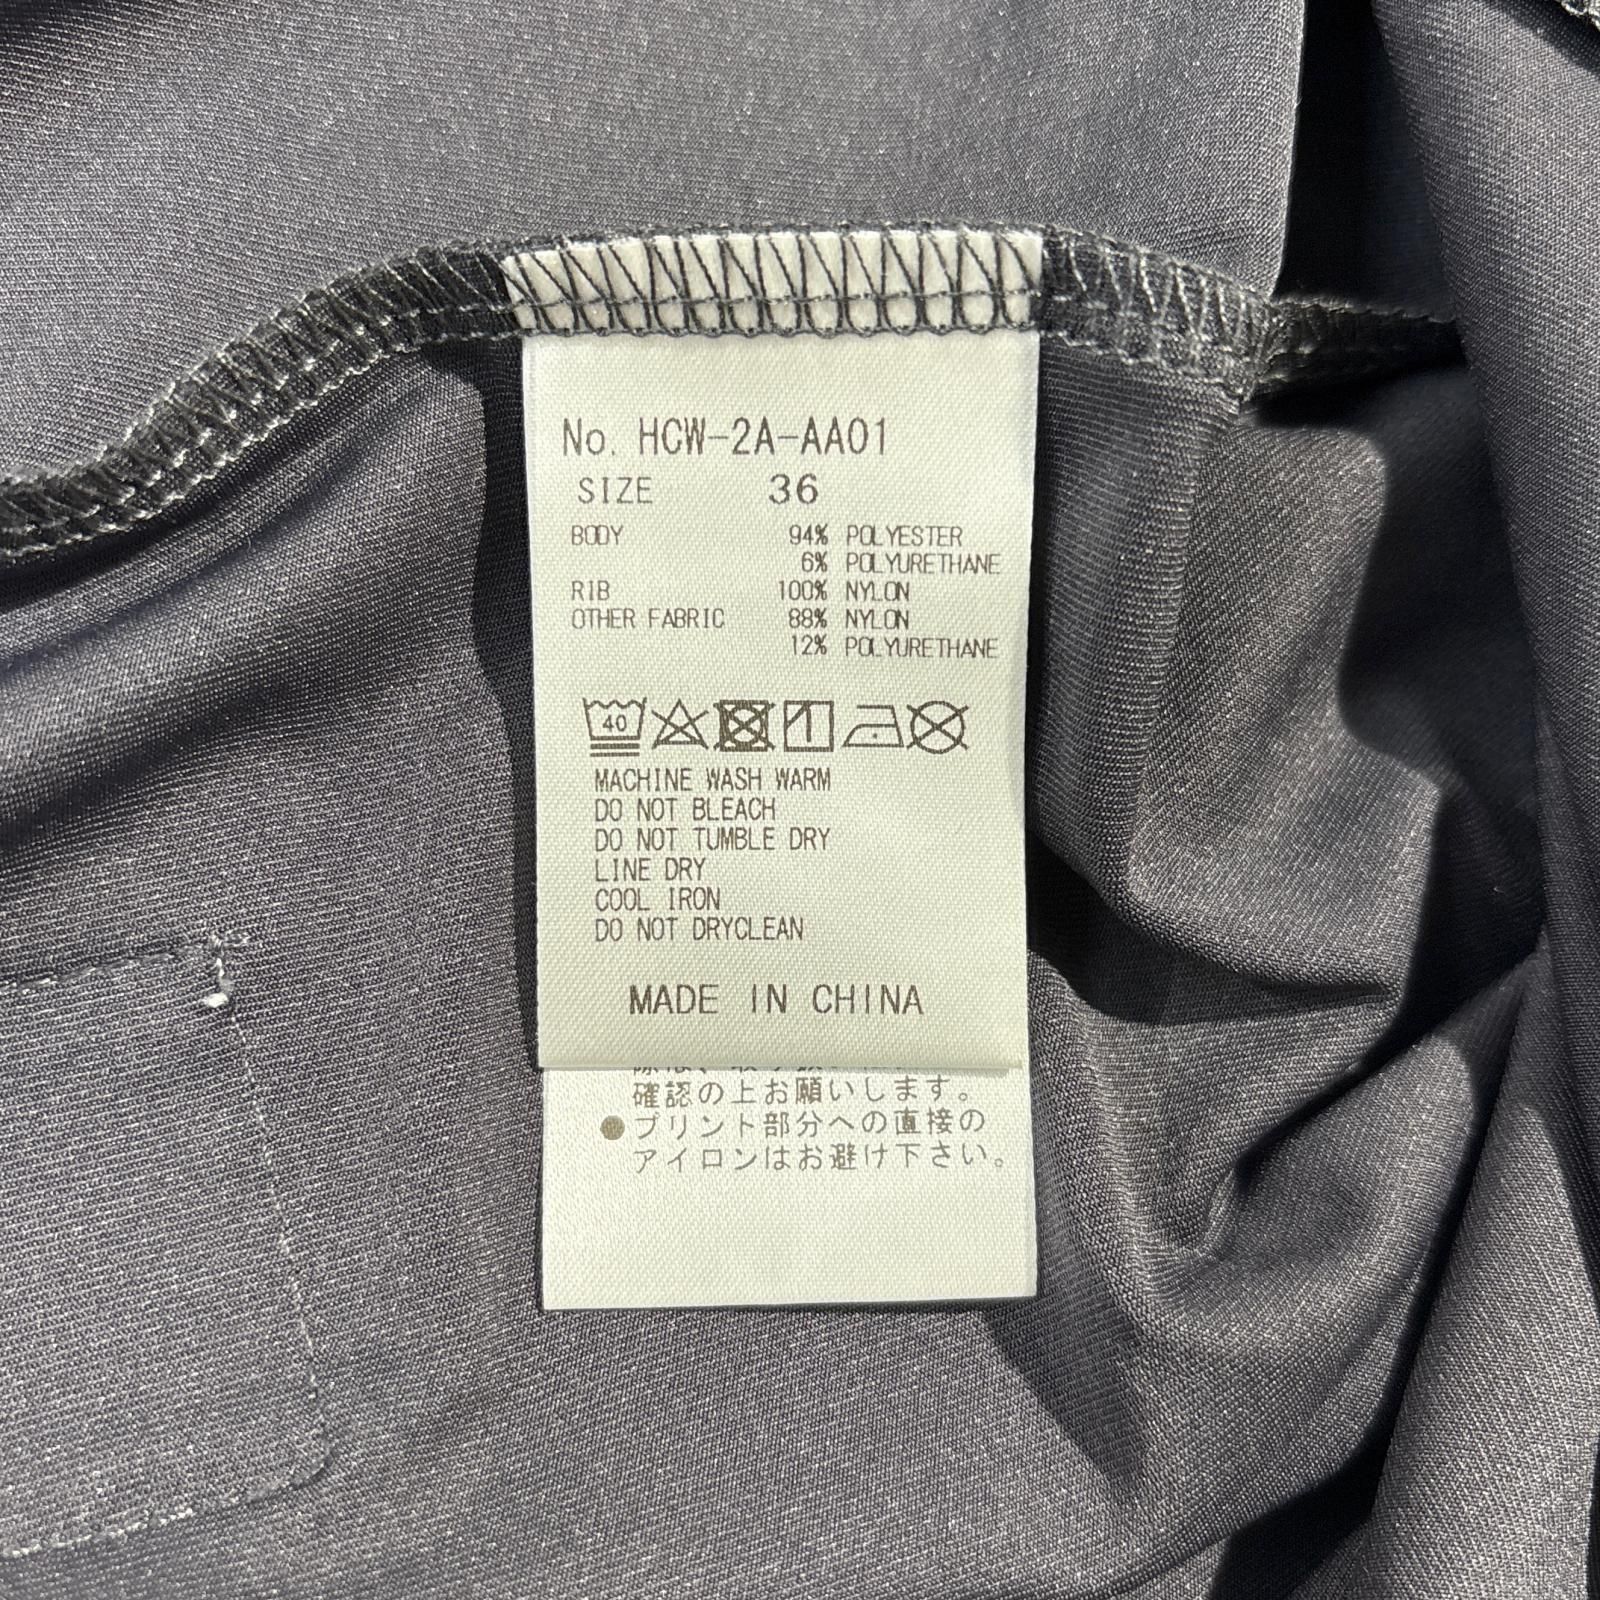 No. HCW-2A-AA01
SIZE 36
BODY 94% POLYESTER
6% POLYURETHANE
RIB 100% NYLON
OTHER FABRIC 88% NYLON
12% POLYURETHANE
40
MACHINE WASH WARM
DO NOT BLEACH
DO NOT TUMBLE DRY
LINE DRY
COOL IRON
DO NOT DRYCLEAN
MADE IN CHINA
確認の上お願いします。
●プリント部分への直接の
アイロンはお避け下さい。